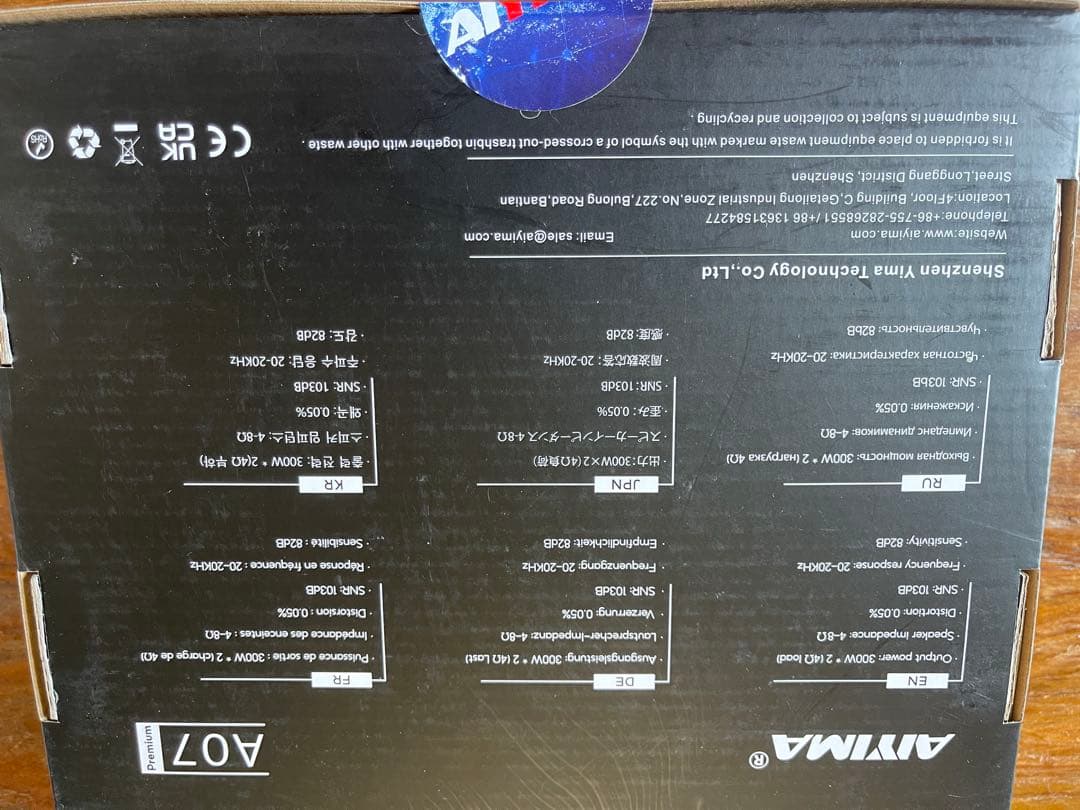 AIYIMA®
A07
Premium
EN
· Output power: 300W * 2 (4Ω load)
· Speaker impedance: 4-8Ω
· Distortion: 0.05%
· SNR: 103dB
· Frequency response: 20-20KHz
· Sensitivity: 82dB
DE
· Ausgangsleistung: 300W * 2 (4Ω Last)
· Lautsprecher-Impedanz: 4-8Ω
· Verzerrung: 0.05%
· SNR: 103dB
· Frequenzgang: 20-20KHz
· Empfindlichkeit: 82dB
FR
· Puissance de sortie : 300W * 2 (charge de 4Ω)
· Impédance des enceintes : 4-8Ω
· Distorsion : 0.05%
· SNR: 103dB
· Réponse en fréquence : 20-20KHz
· Sensibilité : 82dB
RU
· Выходная мощность: 300W * 2 (нагрузка 4Ω)
· Импеданс динамиков: 4-8Ω
· Искажения: 0.05%
· SNR: 103ЬБ
· Частотная характеристика: 20-20KHz
· Чувствительность: 82ЬВ
JPN
· 出力:300W×2(4Ω負荷)
· スピーカーインピーダンス4-8Ω
· 歪み: 0.05%
· SNR: 103dB
· 周波数応答: 20-20KHz
· 感度: 82dB
KR
· 출력 전력: 300W * 2(4Ω 부하)
· 스피커 임피던스: 4-8Ω
· 왜곡: 0.05%
· SNR: 103dB
· 주파수 응답: 20-20KHz
· 감도: 82dB
Shenzhen Yima Technology Co.,Ltd
Website:www.aiyima.com
Email: sale@aiyima.com
Telephone:+86-755-28268551 /+86 13631584277
Location:4Floor, Building C,Getailong Industrial Zone,No.227,Bulong Road,Bantian
Street,Longgang District, Shenzhen
It is forbidden to place equipment waste marked with the symbol of a crossed-out trashbin together with other waste .
This equipment is subject to collection and recycling .
CE
UK
CA
RoHS